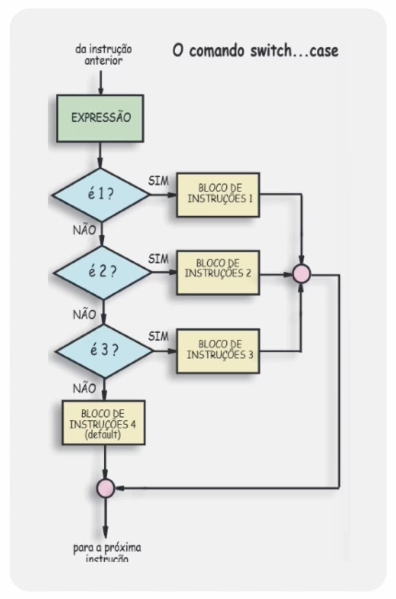 da instrução
anterior
O comando switch...case
EXPRESSÃO
é 1 ?
SIM
BLOCO DE
INSTRUÇÕES 1
NÃO
é 2 ?
SIM
BLOCO DE
INSTRUÇÕES 2
NÃO
é 3 ?
SIM
BLOCO DE
INSTRUÇÕES 3
NÃO
BLOCO DE
INSTRUÇÕES 4
(default)
para a próxima
instrução